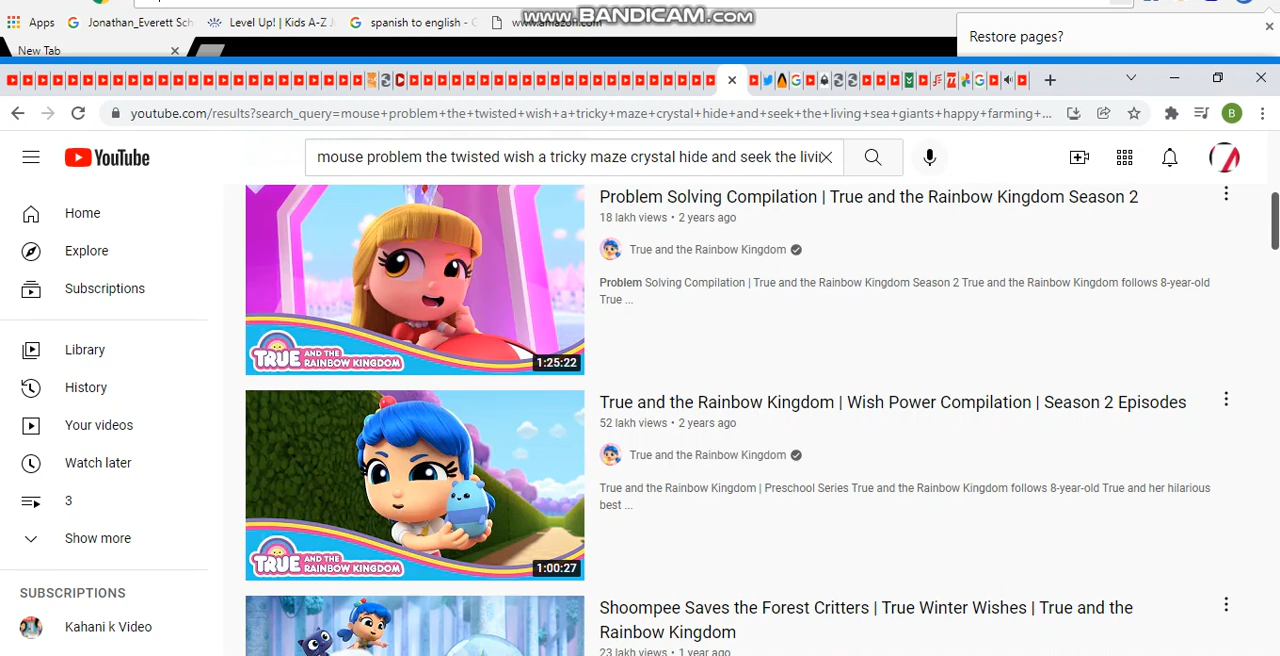 Apps
Jonathan_Everett Sch
Level Up! | Kids A-Z
spanish to english -
www.amazon.com
www.BANDICAM.com
Restore pages?
New Tab
youtube.com/results?search_query=mouse+problem+the+twisted+wish+a+tricky+maze+crystal+hide+and+seek+the+living+sea+giants+happy+farming+...
B
YouTube
mouse problem the twisted wish a tricky maze crystal hide and seek the livi
Home
Explore
Subscriptions
Library
History
Your videos
Watch later
3
Show more
SUBSCRIPTIONS
Kahani k Video
TRUE AND THE RAINBOW KINGDOM
1:25:22
Problem Solving Compilation | True and the Rainbow Kingdom Season 2
18 lakh views • 2 years ago
True and the Rainbow Kingdom
Problem Solving Compilation | True and the Rainbow Kingdom Season 2 True and the Rainbow Kingdom follows 8-year-old
True ...
TRUE AND THE RAINBOW KINGDOM
1:00:27
True and the Rainbow Kingdom | Wish Power Compilation | Season 2 Episodes
52 lakh views • 2 years ago
True and the Rainbow Kingdom
True and the Rainbow Kingdom | Preschool Series True and the Rainbow Kingdom follows 8-year-old True and her hilarious
best ...
Shoompee Saves the Forest Critters | True Winter Wishes | True and the
Rainbow Kingdom
23 lakh views • 1 year ago